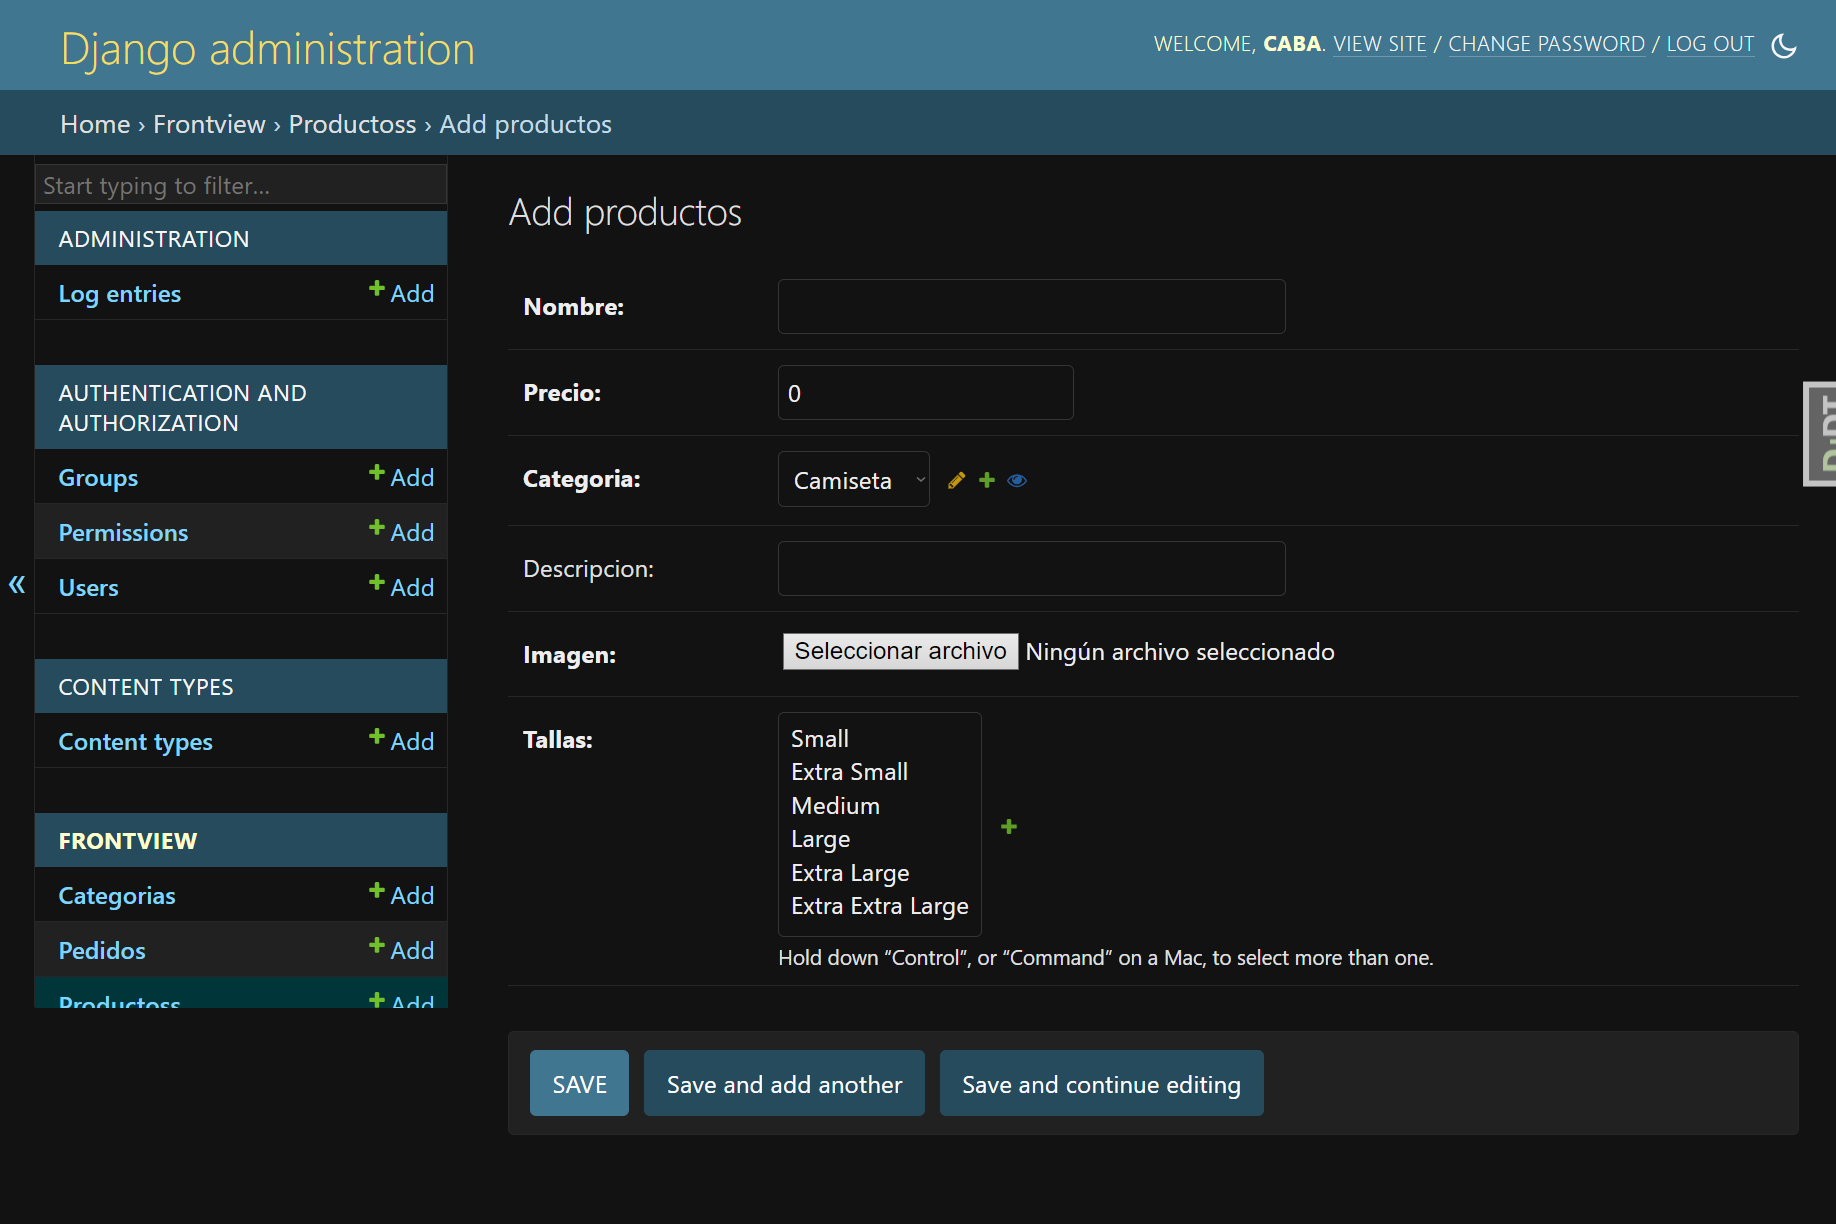 Django administration
WELCOME, CABA. VIEW SITE / CHANGE PASSWORD / LOG OUT
Home › Frontview › Productoss › Add productos
Start typing to filter...
ADMINISTRATION
Log entries Add
AUTHENTICATION AND
AUTHORIZATION
Groups Add
Permissions Add
Users Add
«
CONTENT TYPES
Content types Add
FRONTVIEW
Categorias Add
Pedidos Add
Productoss Add
Add productos
Nombre:
Precio: 0
Categoria: Camiseta
Descripcion:
Imagen: Seleccionar archivo Ningún archivo seleccionado
Tallas:
Small
Extra Small
Medium
Large
Extra Large
Extra Extra Large
Hold down “Control”, or “Command” on a Mac, to select more than one.
SAVE Save and add another Save and continue editing
DjDT